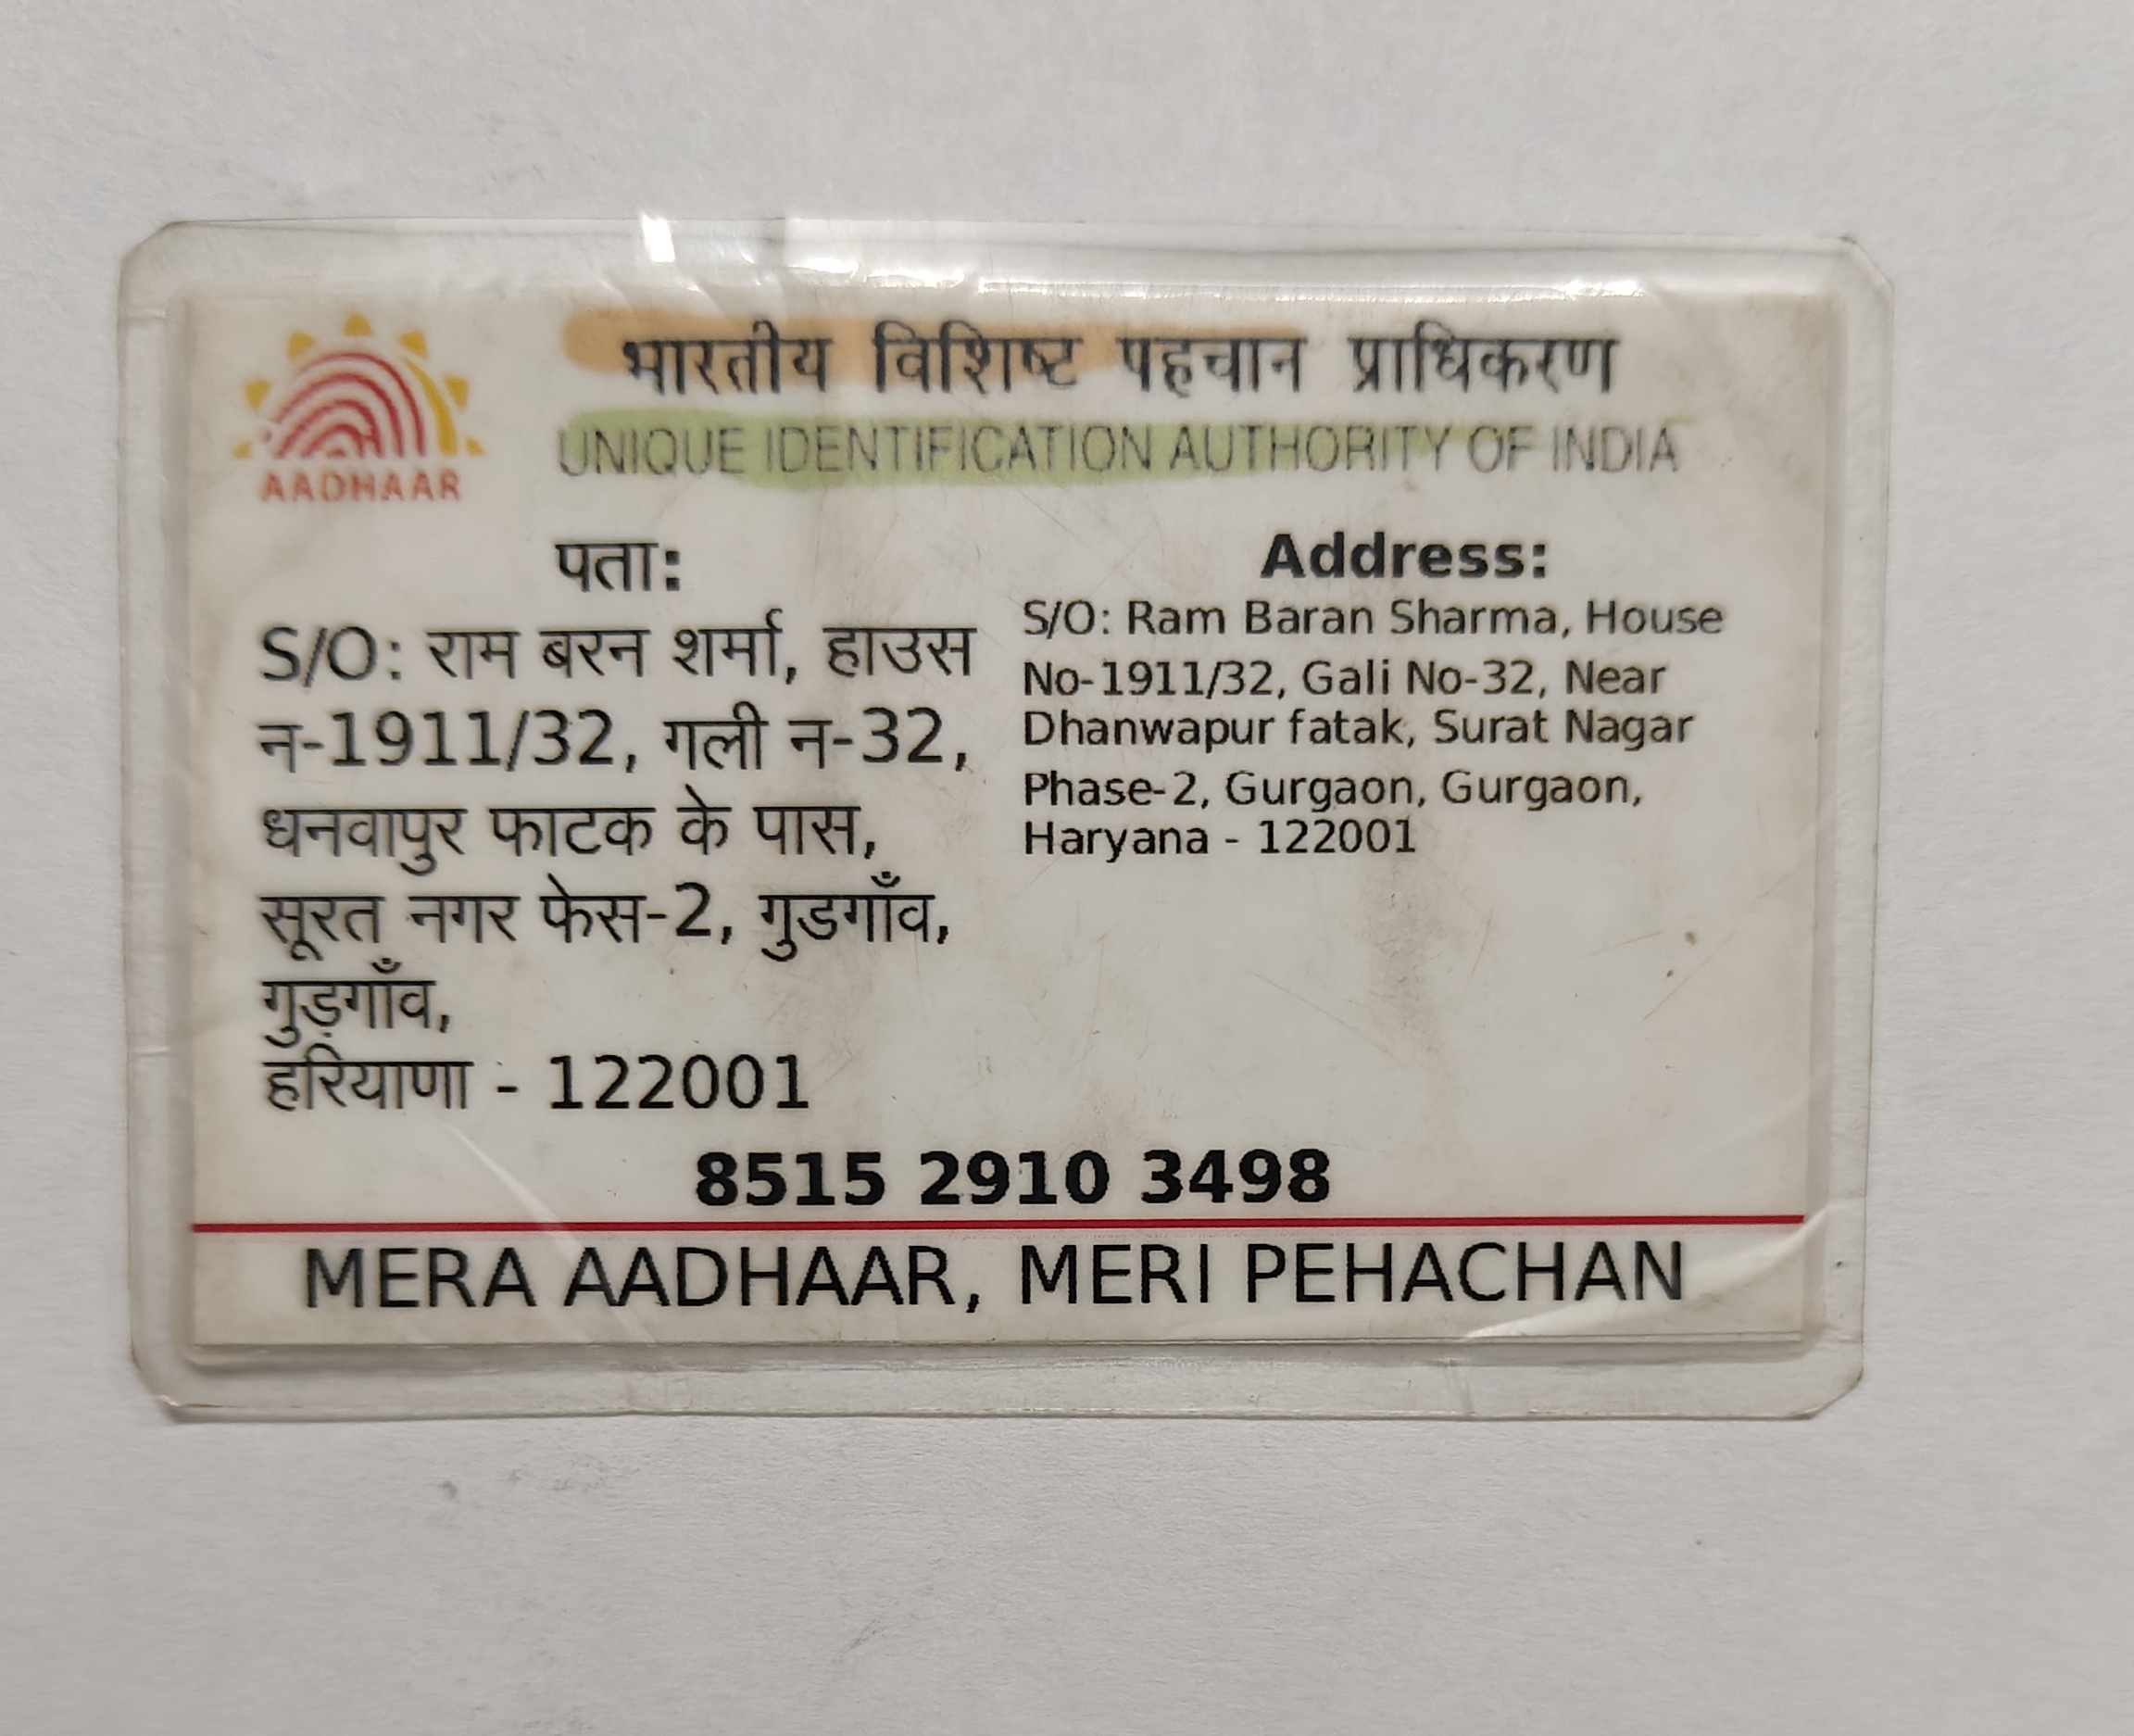 भारतीय विशिष्ट पहचान प्राधिकरण
UNIQUE IDENTIFICATION AUTHORITY OF INDIA
AADHAAR
पता:
S/O: राम बरन शर्मा, हाउस
न-1911/32, गली न-32,
धनवापुर फाटक के पास,
सूरत नगर फेस-2, गुडगाँव,
गुड़गाँव,
हरियाणा - 122001
Address:
S/O: Ram Baran Sharma, House
No-1911/32, Gali No-32, Near
Dhanwapur fatak, Surat Nagar
Phase-2, Gurgaon, Gurgaon,
Haryana - 122001
8515 2910 3498
MERA AADHAAR, MERI PEHACHAN